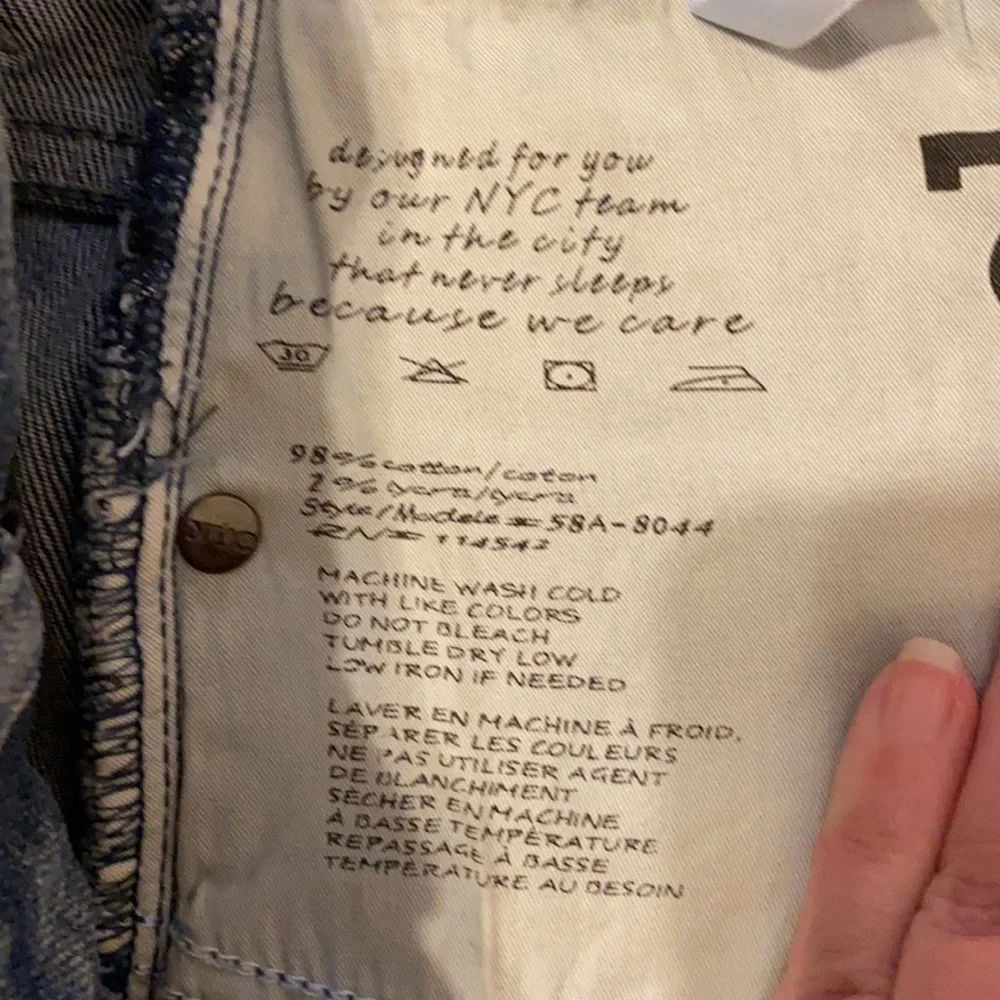 designed for you
by our NYC team
in the city
that never sleeps
because we care
30
98% cotton/coton
2% lycra/lycra
Style/Modele # 58A-8044
RN# 114542
MACHINE WASH COLD
WITH LIKE COLORS
DO NOT BLEACH
TUMBLE DRY LOW
LOW IRON IF NEEDED
LAVER EN MACHINE À FROID.
SÉPARER LES COULEURS
NE PAS UTILISER AGENT
DE BLANCHIMENT
SÉCHER EN MACHINE
À BASSE TEMPÉRATURE
REPASSAGE À BASSE
TEMPÉRATURE AU BESOIN